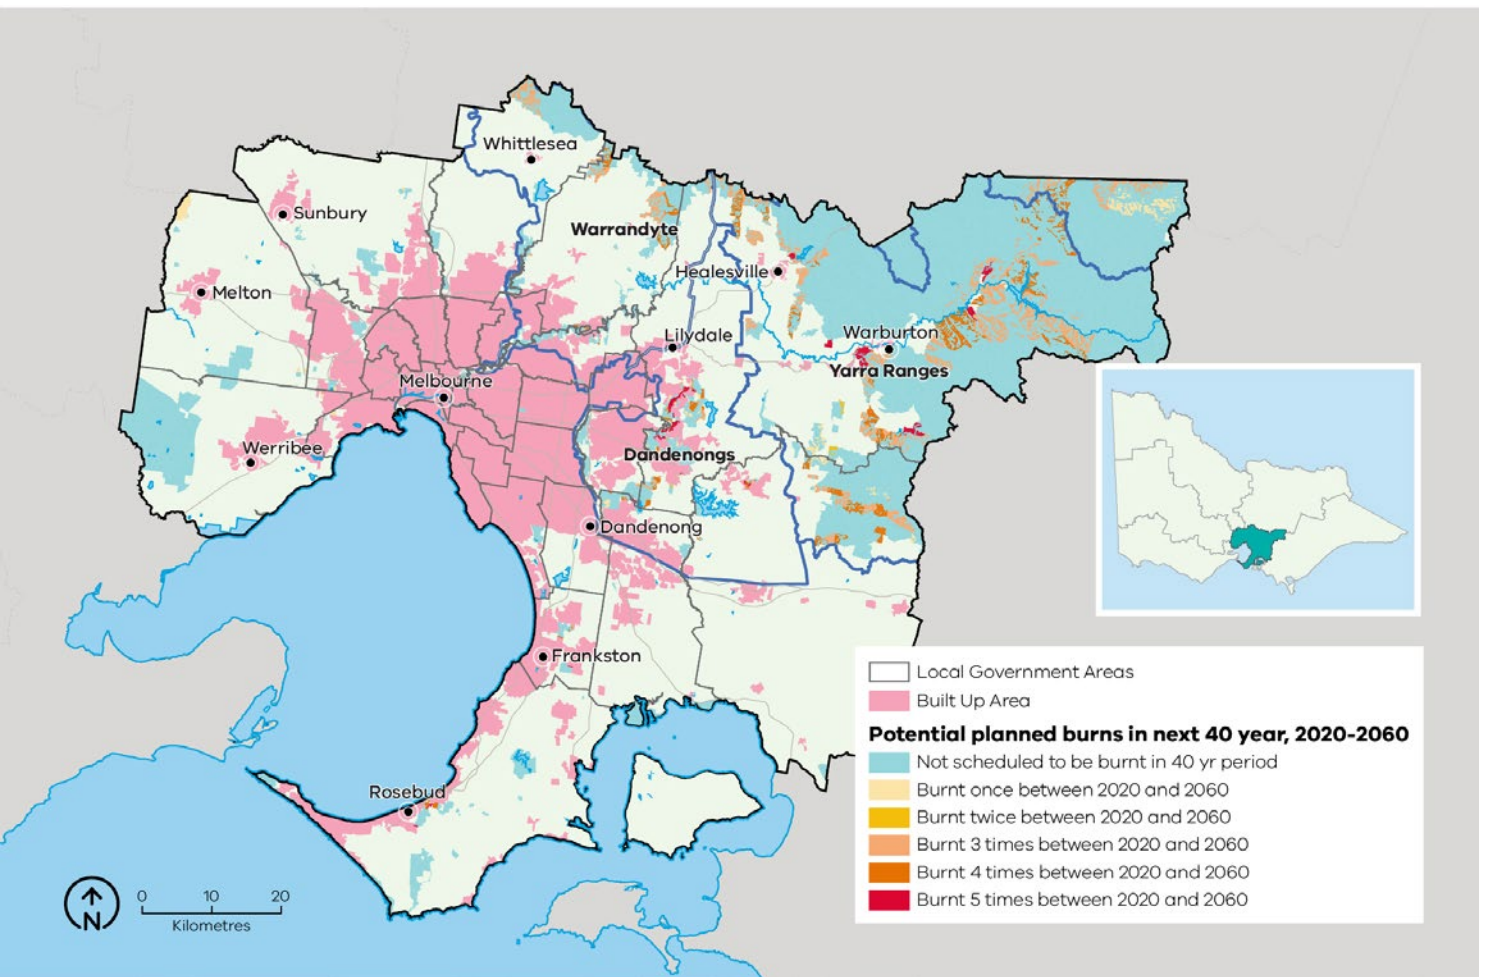 Whittlesea
Sunbury
Warrandyte
Healesville
Melton
Lilydale
Warburton
Yarra Ranges
Melbourne
Werribee
Dandenongs
Dandenong
Frankston
Rosebud
Local Government Areas
Built Up Area
Potential planned burns in next 40 year, 2020-2060
Not scheduled to be burnt in 40 yr period
Burnt once between 2020 and 2060
Burnt twice between 2020 and 2060
Burnt 3 times between 2020 and 2060
Burnt 4 times between 2020 and 2060
Burnt 5 times between 2020 and 2060
N
0 10 20
Kilometres